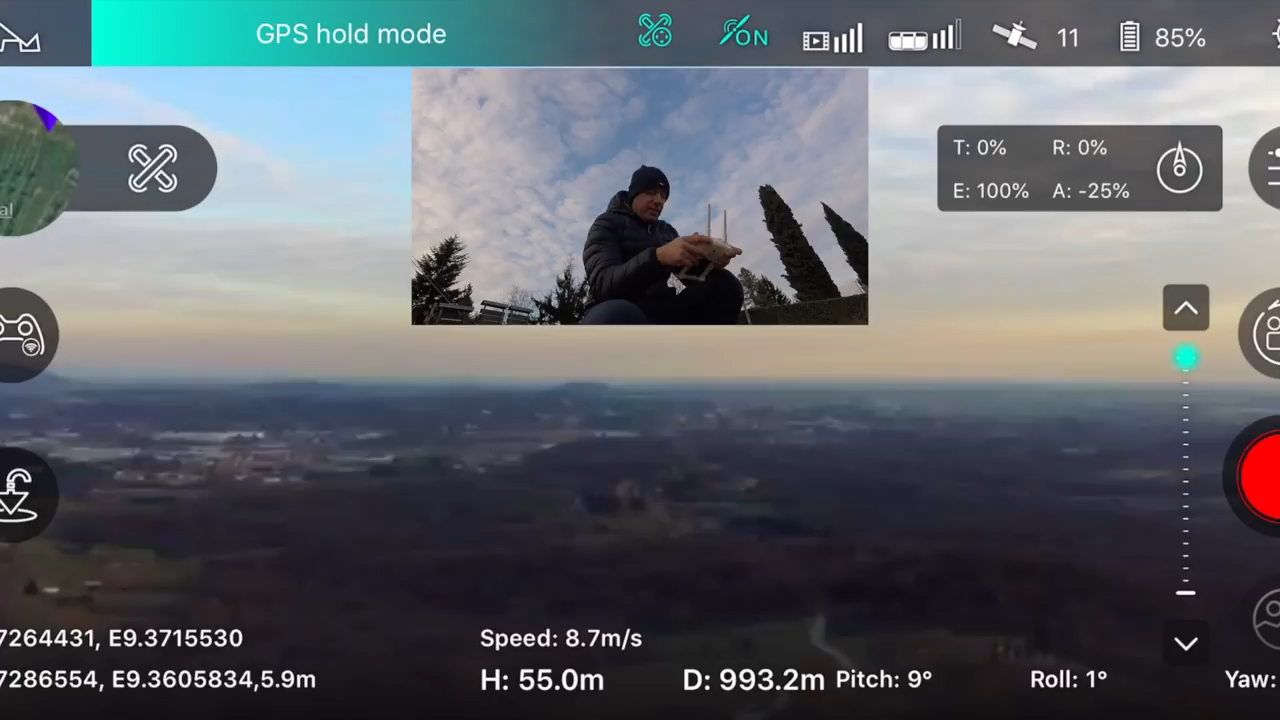 GPS hold mode
ON
11
85%
al
T: 0% R: 0%
E: 100% A: -25%
7264431, E9.3715530
Speed: 8.7m/s
7286554, E9.3605834,5.9m
H: 55.0m D: 993.2m Pitch: 9° Roll: 1° Yaw: